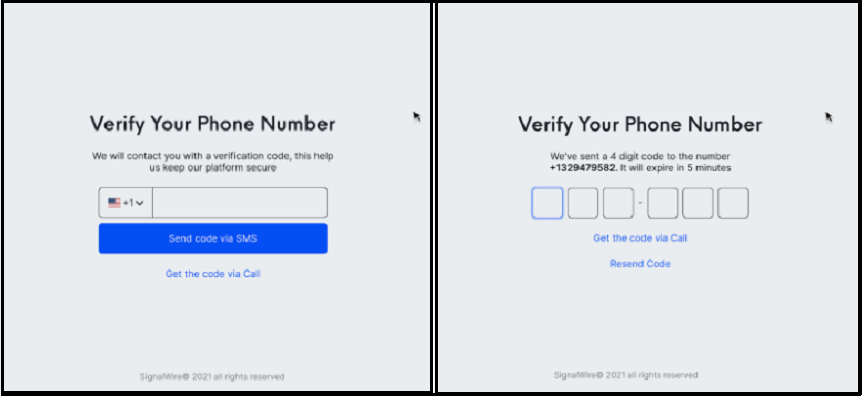 Verify Your Phone Number
We will contact you with a verification code, this help
us keep our platform secure
+1
Send code via SMS
Get the code via Call
SignalWire© 2021 all rights reserved
Verify Your Phone Number
We've sent a 4 digit code to the number
+1329479582. It will expire in 5 minutes
-
Get the code via Call
Resend Code
SignalWire© 2021 all rights reserved